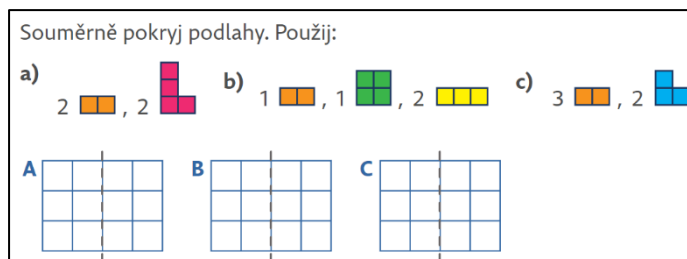 Souměrně pokryj podlahy. Použij:
a) 2 , 2 b) 1 , 1 , 2 c) 3 , 2
A B C